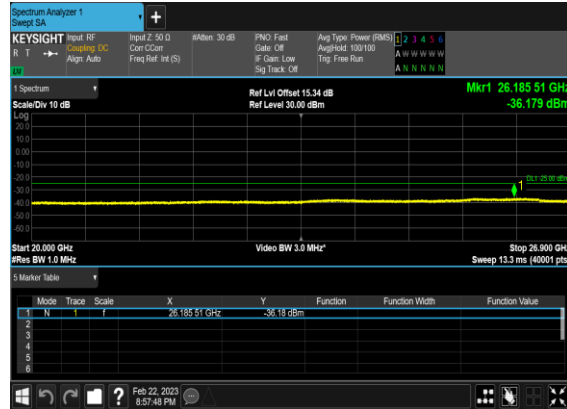 Spectrum Analyzer 1
Swept SA
+
KEYSIGHT Input: RF Input Z: 50 Ω #Atten: 30 dB PNO: Fast Avg Type: Power (RMS) 1 2 3 4 5 6
R T Coupling: DC Corr CCorr Gate: Off Avg|Hold: 100/100 A W W W W W
Align: Auto Freq Ref: Int (S) IF Gain: Low Trig: Free Run
Sig Track: Off A N N N N N
1 Spectrum Ref Lvl Offset 15.34 dB Mkr1 26.185 51 GHz
Scale/Div 10 dB Ref Level 30.00 dBm -36.179 dBm
Log
20.0
10.0
0.00
-10.0
-20.0
DL1 -25.00 dBm
-30.0
1
-40.0
-50.0
-60.0
Start 20.000 GHz Video BW 3.0 MHz* Stop 26.900 GHz
#Res BW 1.0 MHz Sweep 13.3 ms (40001 pts)
5 Marker Table
Mode Trace Scale X Y Function Function Width Function Value
1 N 1 f 26.185 51 GHz -36.18 dBm
2
3
4
5
6
? Feb 22, 2023
8:57:48 PM